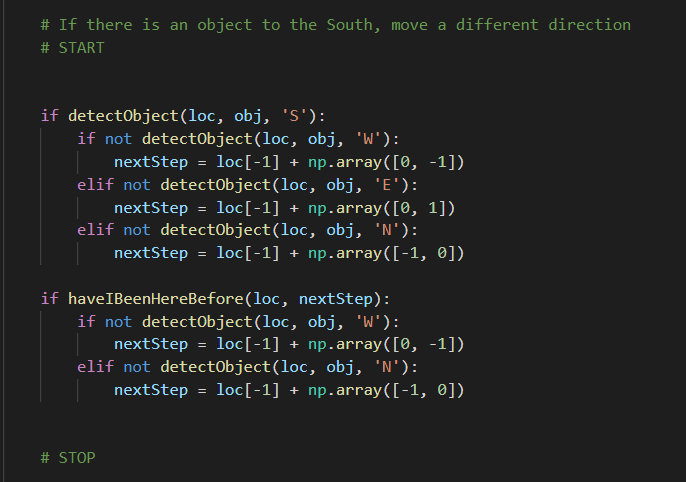 # If there is an object to the South, move a different direction
# START
if detectObject(loc, obj, 'S'):
if not detectObject(loc, obj, 'W'):
nextStep = loc[-1] + np.array([0, -1])
elif not detectObject(loc, obj, 'E'):
nextStep = loc[-1] + np.array([0, 1])
elif not detectObject(loc, obj, 'N'):
nextStep = loc[-1] + np.array([-1, 0])
if haveIBeenHereBefore(loc, nextStep):
if not detectObject(loc, obj, 'W'):
nextStep = loc[-1] + np.array([0, -1])
elif not detectObject(loc, obj, 'N'):
nextStep = loc[-1] + np.array([-1, 0])
# STOP